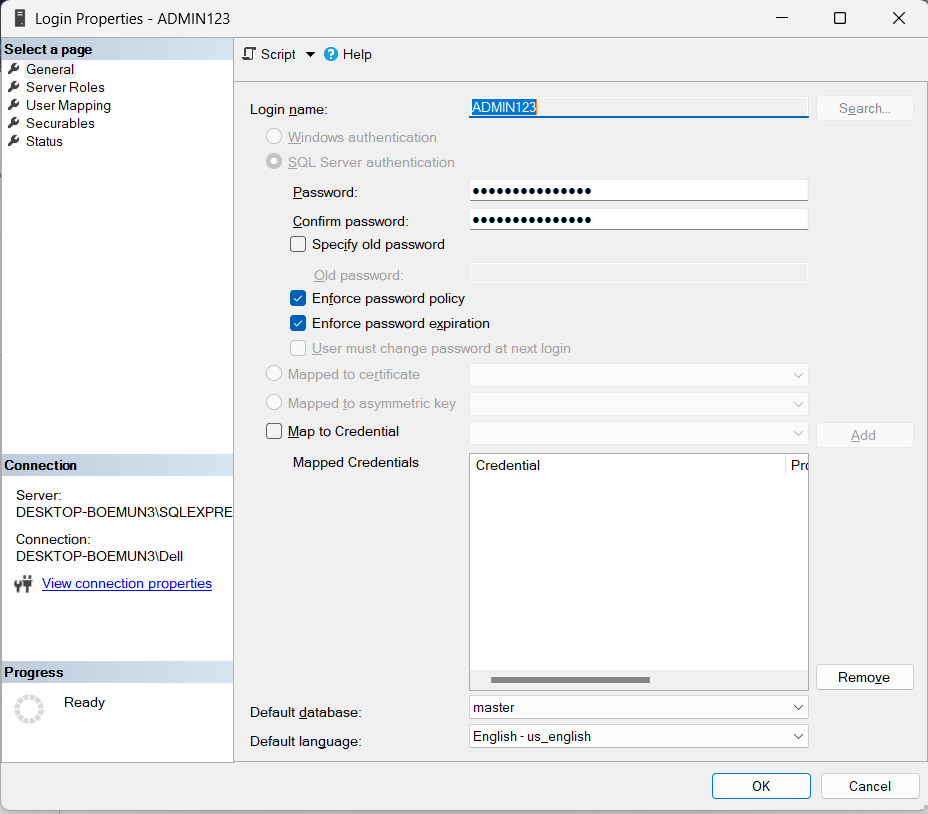 Login Properties - ADMIN123
Select a page
General
Server Roles
User Mapping
Securables
Status
Connection
Server:
DESKTOP-BOEMUN3\SQLEXPRE
Connection:
DESKTOP-BOEMUN3\Dell
View connection properties
Progress
Ready
Script
Help
Login name:
ADMIN123
Search...
Windows authentication
SQL Server authentication
Password:
●●●●●●●●●●●●●●●
Confirm password:
●●●●●●●●●●●●●●●
Specify old password
Old password:
Enforce password policy
Enforce password expiration
User must change password at next login
Mapped to certificate
Mapped to asymmetric key
Map to Credential
Add
Mapped Credentials
Credential
Pro
Remove
Default database:
master
Default language:
English - us_english
OK
Cancel